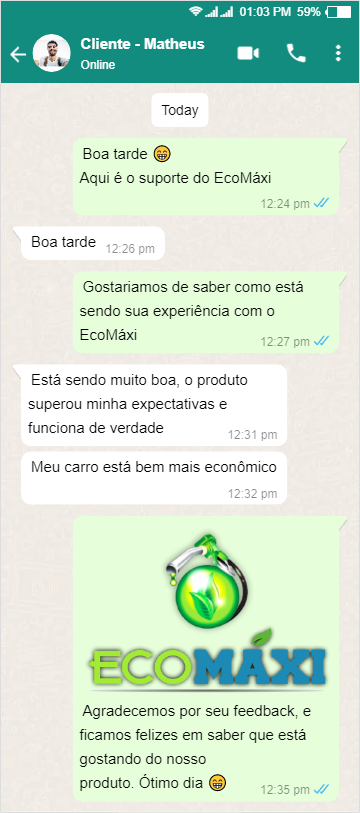 01:03 PM 59%
Cliente - Matheus
Online
Today
Boa tarde 😁
Aqui é o suporte do EcoMáxi
12:24 pm
Boa tarde 12:26 pm
Gostariamos de saber como está
sendo sua experiência com o
EcoMáxi
12:27 pm
Está sendo muito boa, o produto
superou minha expectativas e
funciona de verdade
12:31 pm
Meu carro está bem mais econômico
12:32 pm
ECOMÁXI
Agradecemos por seu feedback, e
ficamos felizes em saber que está
gostando do nosso
produto. Ótimo dia 😁
12:35 pm